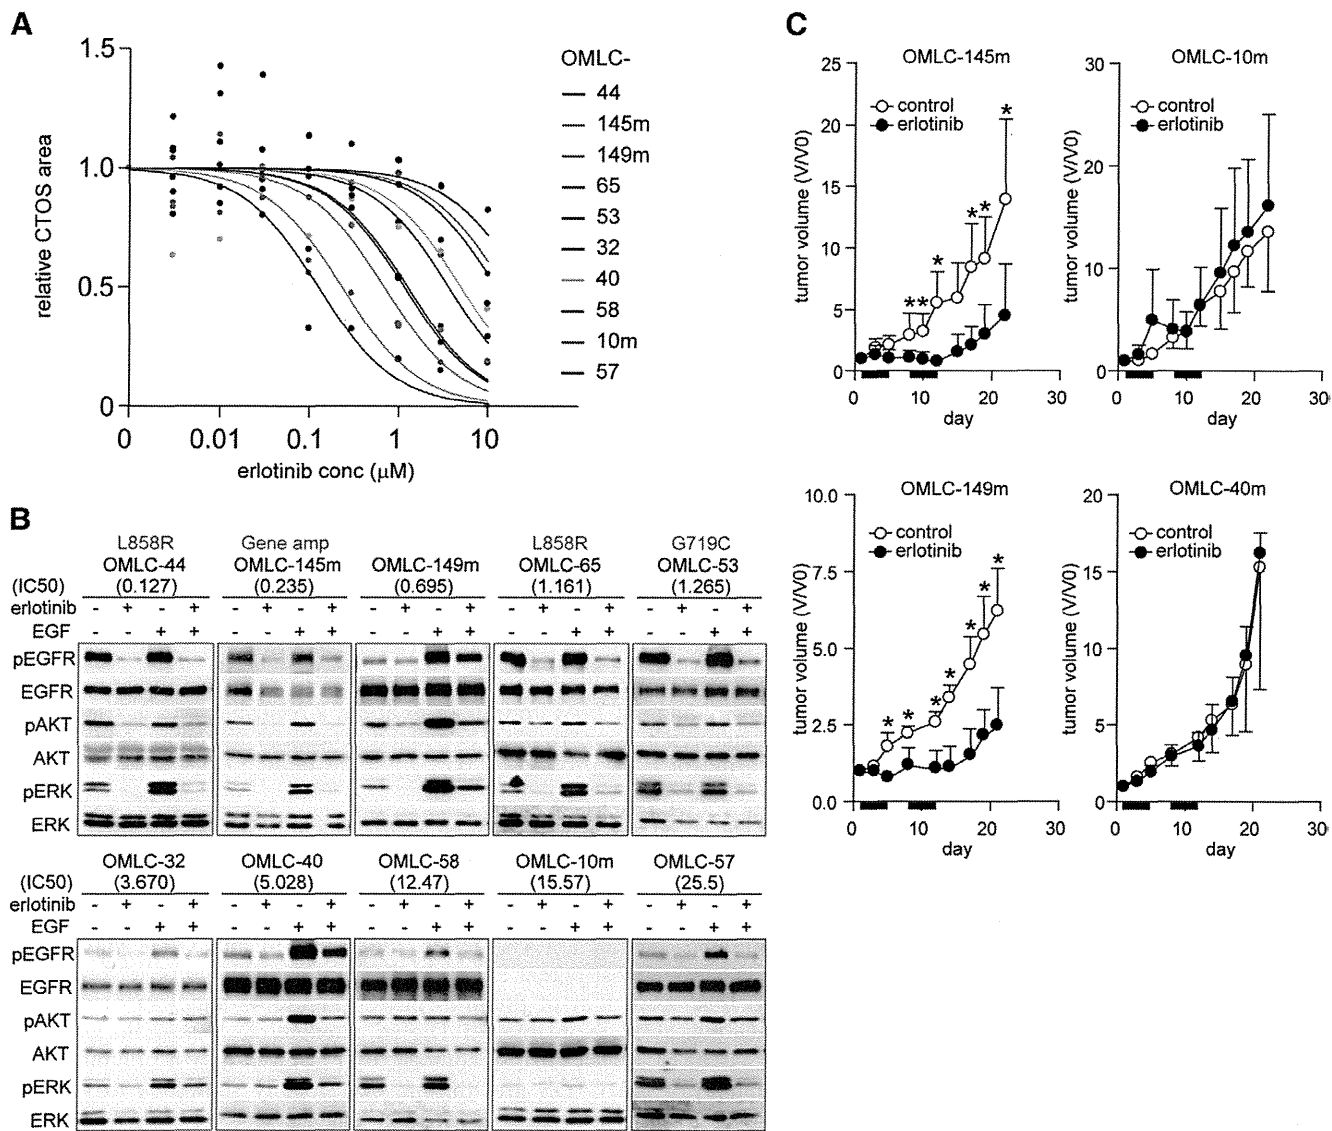 A
1.5
1.0
0.5
0
relative CTOS area
0 0.01 0.1 1 10
erlotinib conc (μM)
OMLC-
44
145m
149m
65
53
32
40
58
10m
57
B
L858R Gene amp L858R G719C
OMLC-44 OMLC-145m OMLC-149m OMLC-65 OMLC-53
(IC50) (0.127) (0.235) (0.695) (1.161) (1.265)
erlotinib - + - + - + - + - + - + - + - + - + - +
EGF - - + + - - + + - - + + - - + + - - + +
pEGFR
EGFR
pAKT
AKT
pERK
ERK
OMLC-32 OMLC-40 OMLC-58 OMLC-10m OMLC-57
(IC50) (3.670) (5.028) (12.47) (15.57) (25.5)
erlotinib - + - + - + - + - + - + - + - + - + - +
EGF - - + + - - + + - - + + - - + + - - + +
pEGFR
EGFR
pAKT
AKT
pERK
ERK
C
OMLC-145m
control
erlotinib
25
20
15
10
5
0
tumor volume (V/V0)
* * * * * * *
0 10 20 30
day
OMLC-10m
control
erlotinib
30
20
10
0
tumor volume (V/V0)
0 10 20 30
day
OMLC-149m
control
erlotinib
10.0
7.5
5.0
2.5
0.0
tumor volume (V/V0)
* * * * * * *
0 10 20 30
day
OMLC-40m
control
erlotinib
20
15
10
5
0
tumor volume (V/V0)
0 10 20 30
day